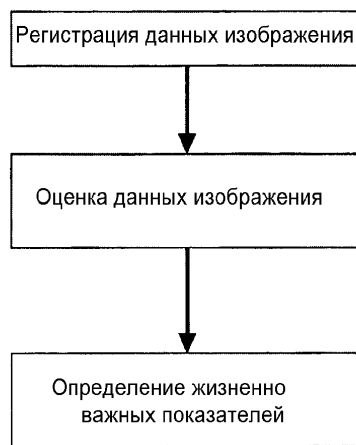 Регистрация данных изображения
Оценка данных изображения
Определение жизненно
важных показателей